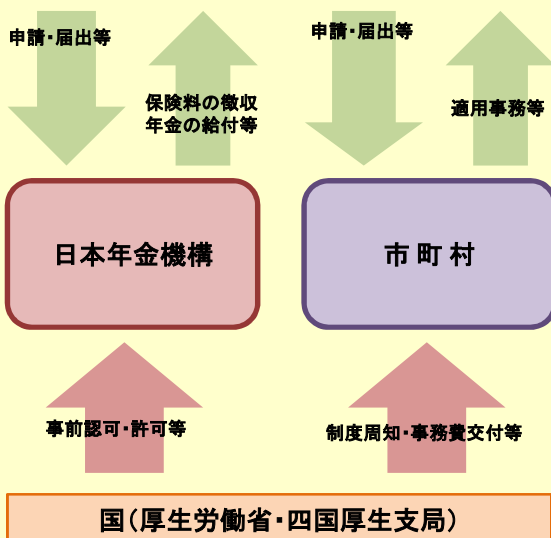 申請・届出等
保険料の徴収
年金の給付等
申請・届出等
適用事務等
日本年金機構
市町村
事前認可・許可等
制度周知・事務費交付等
国（厚生労働省・四国厚生支局）